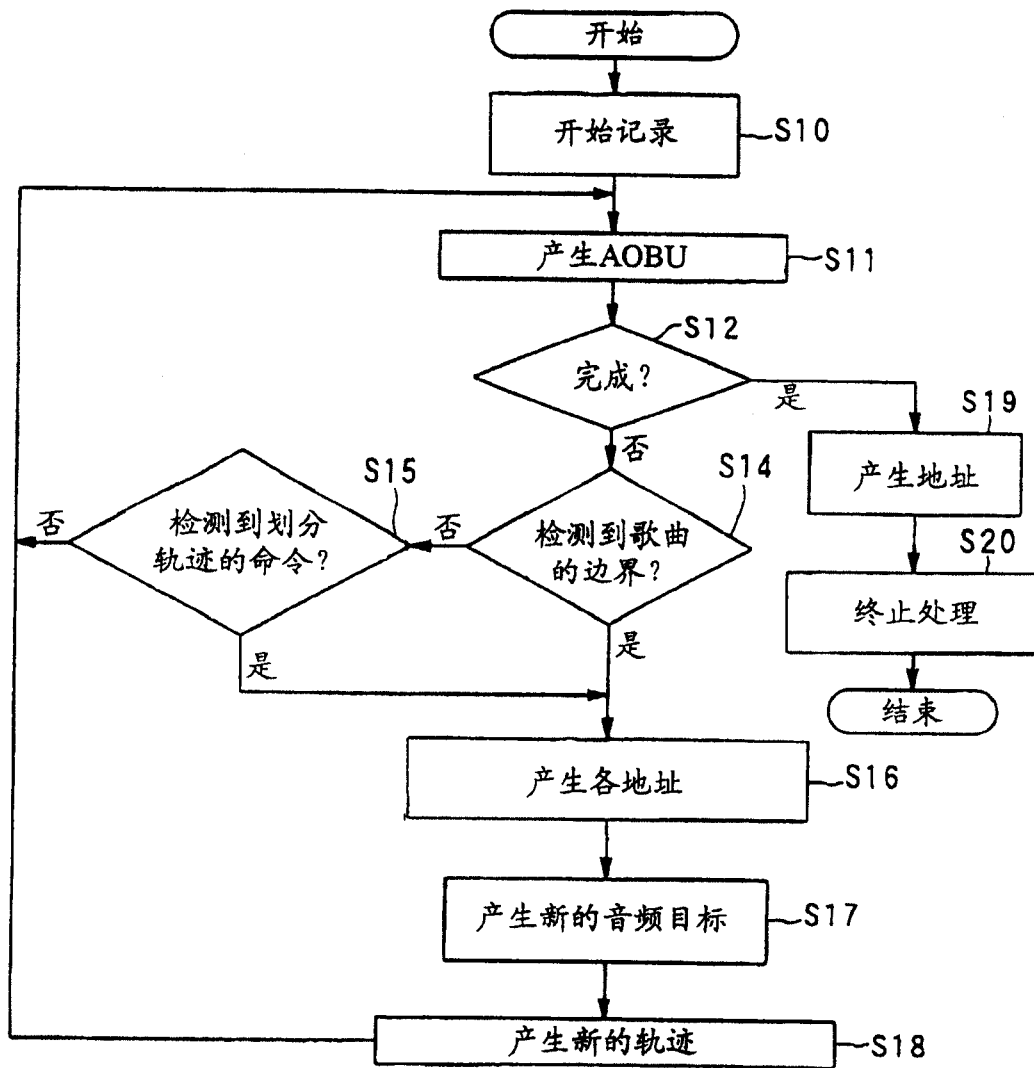 开始
开始记录
S10
产生AOBU
S11
S12
完成?
是
否
S19
产生地址
S15
S14
检测到划分
轨迹的命令?
否
否
检测到歌曲
的边界?
S20
终止处理
是
是
结束
产生各地址
S16
产生新的音频目标
S17
产生新的轨迹
S18